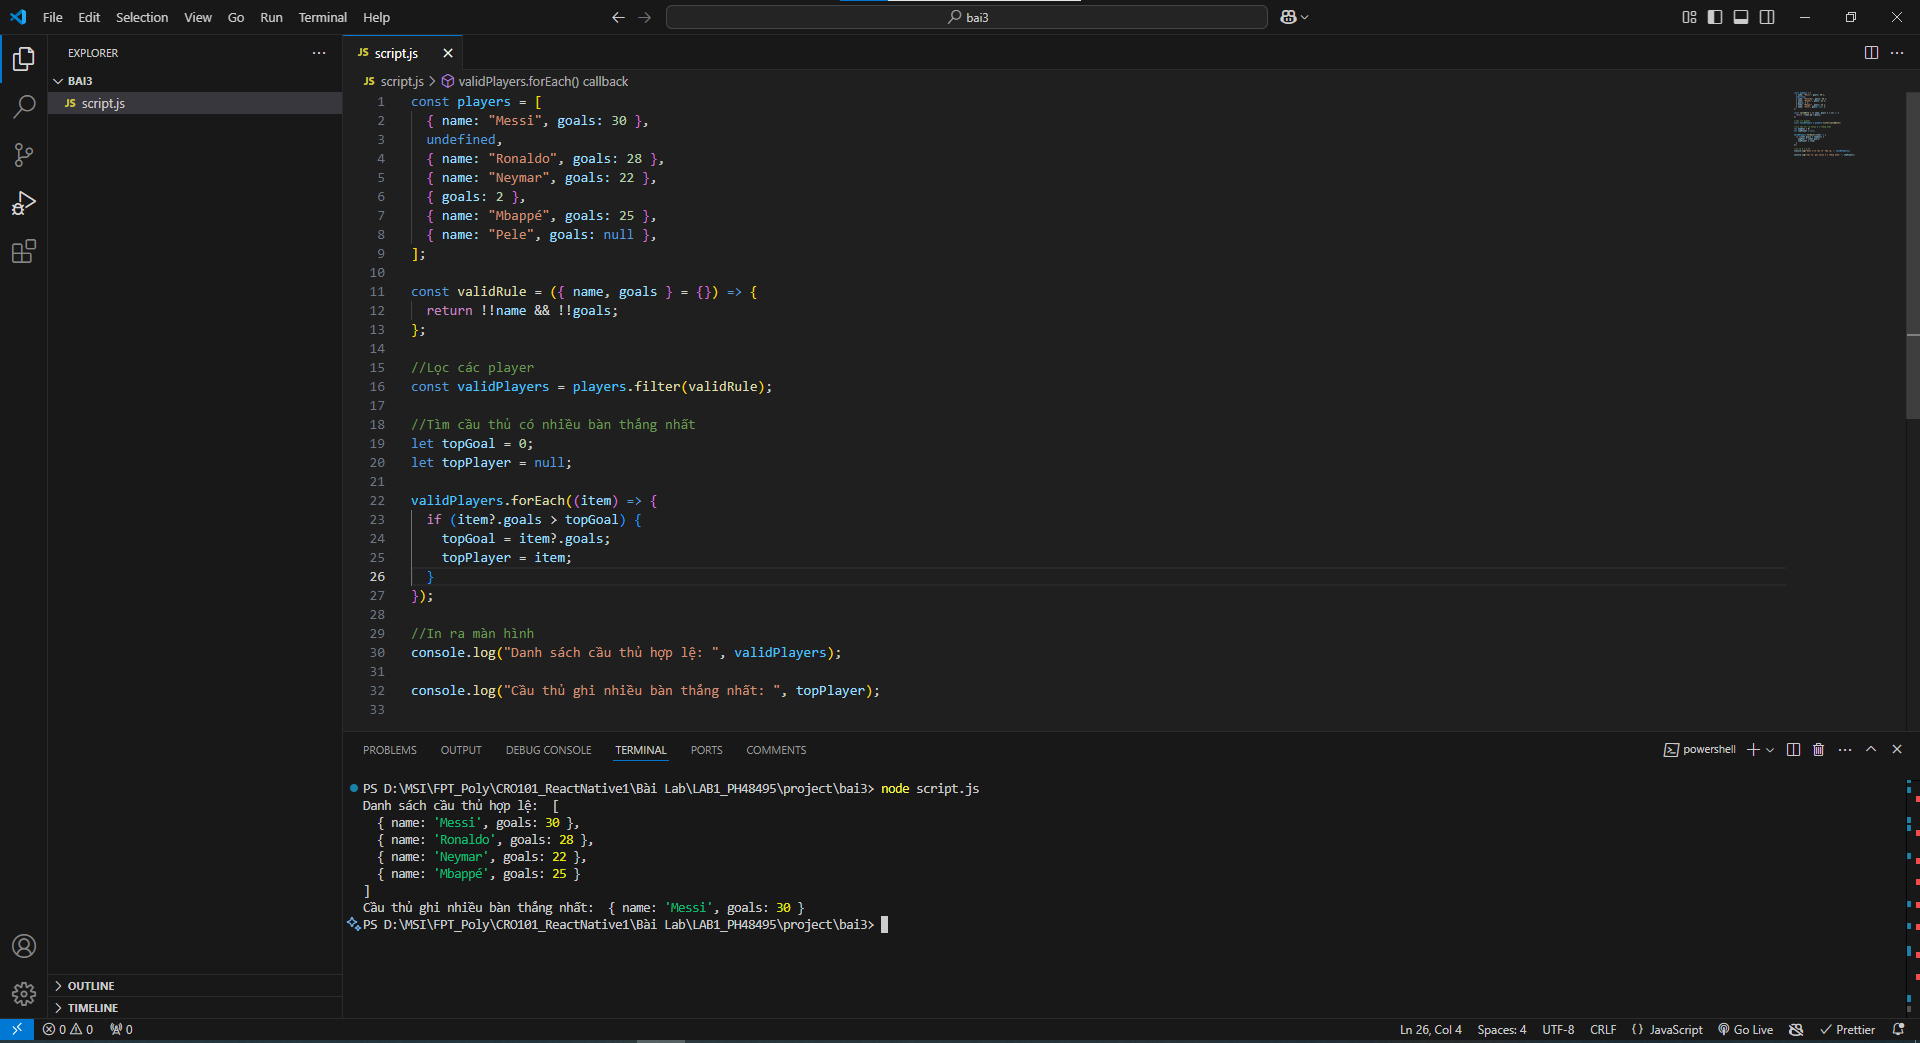 File Edit Selection View Go Run Terminal Help
bai3
EXPLORER
BAI3
JS script.js
OUTLINE
TIMELINE
JS script.js
JS script.js > validPlayers.forEach() callback
1 const players = [
2 { name: "Messi", goals: 30 },
3 undefined,
4 { name: "Ronaldo", goals: 28 },
5 { name: "Neymar", goals: 22 },
6 { goals: 2 },
7 { name: "Mbappé", goals: 25 },
8 { name: "Pele", goals: null },
9 ];
10
11 const validRule = ({ name, goals } = {}) => {
12 return !!name && !!goals;
13 };
14
15 //Lọc các player
16 const validPlayers = players.filter(validRule);
17
18 //Tìm cầu thủ có nhiều bàn thắng nhất
19 let topGoal = 0;
20 let topPlayer = null;
21
22 validPlayers.forEach((item) => {
23 if (item?.goals > topGoal) {
24 topGoal = item?.goals;
25 topPlayer = item;
26 }
27 });
28
29 //In ra màn hình
30 console.log("Danh sách cầu thủ hợp lệ: ", validPlayers);
31
32 console.log("Cầu thủ ghi nhiều bàn thắng nhất: ", topPlayer);
33
PROBLEMS OUTPUT DEBUG CONSOLE TERMINAL PORTS COMMENTS
powershell
PS D:\MSI\FPT_Poly\CRO101_ReactNative1\Bài Lab\LAB1_PH48495\project\bai3> node script.js
Danh sách cầu thủ hợp lệ:  [
{ name: 'Messi', goals: 30 },
{ name: 'Ronaldo', goals: 28 },
{ name: 'Neymar', goals: 22 },
{ name: 'Mbappé', goals: 25 }
]
Cầu thủ ghi nhiều bàn thắng nhất:  { name: 'Messi', goals: 30 }
PS D:\MSI\FPT_Poly\CRO101_ReactNative1\Bài Lab\LAB1_PH48495\project\bai3>
0 0 0
Ln 26, Col 4 Spaces: 4 UTF-8 CRLF {} JavaScript Go Live Prettier